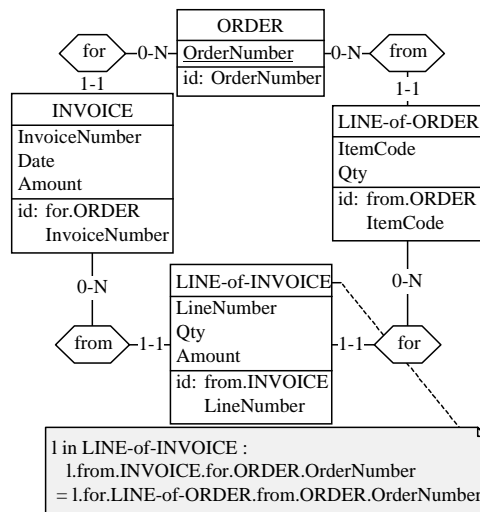 ORDER
OrderNumber
id: OrderNumber
for
0-N
0-N
from
1-1
1-1
INVOICE
InvoiceNumber
Date
Amount
id: for.ORDER
InvoiceNumber
LINE-of-ORDER
ItemCode
Qty
id: from.ORDER
ItemCode
0-N
0-N
LINE-of-INVOICE
LineNumber
Qty
Amount
id: from.INVOICE
LineNumber
from
1-1
1-1
for
l in LINE-of-INVOICE :
l.from.INVOICE.for.ORDER.OrderNumber
= l.for.LINE-of-ORDER.from.ORDER.OrderNumber